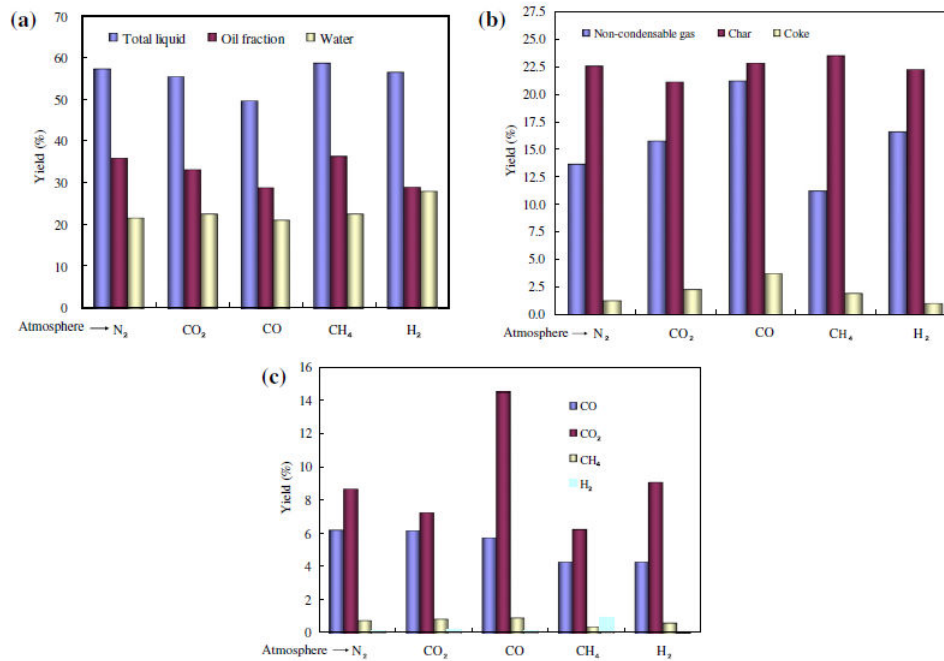 (a)
70
60
50
40
30
20
10
0
Yield (%)
Total liquid Oil fraction Water
Atmosphere → N₂ CO₂ CO CH₄ H₂
(b)
27.5
25.0
22.5
20.0
17.5
15.0
12.5
10.0
7.5
5.0
2.5
0.0
Yield (%)
Non-condensable gas Char Coke
Atmosphere → N₂ CO₂ CO CH₄ H₂
(c)
16
14
12
10
8
6
4
2
0
Yield (%)
CO
CO₂
CH₄
H₂
Atmosphere → N₂ CO₂ CO CH₄ H₂